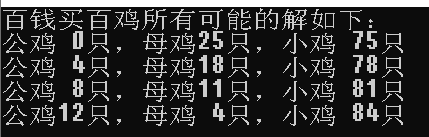 百钱买百鸡所有可能的解如下：
公鸡 0只，母鸡25只，小鸡 75只
公鸡 4只，母鸡18只，小鸡 78只
公鸡 8只，母鸡11只，小鸡 81只
公鸡12只，母鸡 4只，小鸡 84只